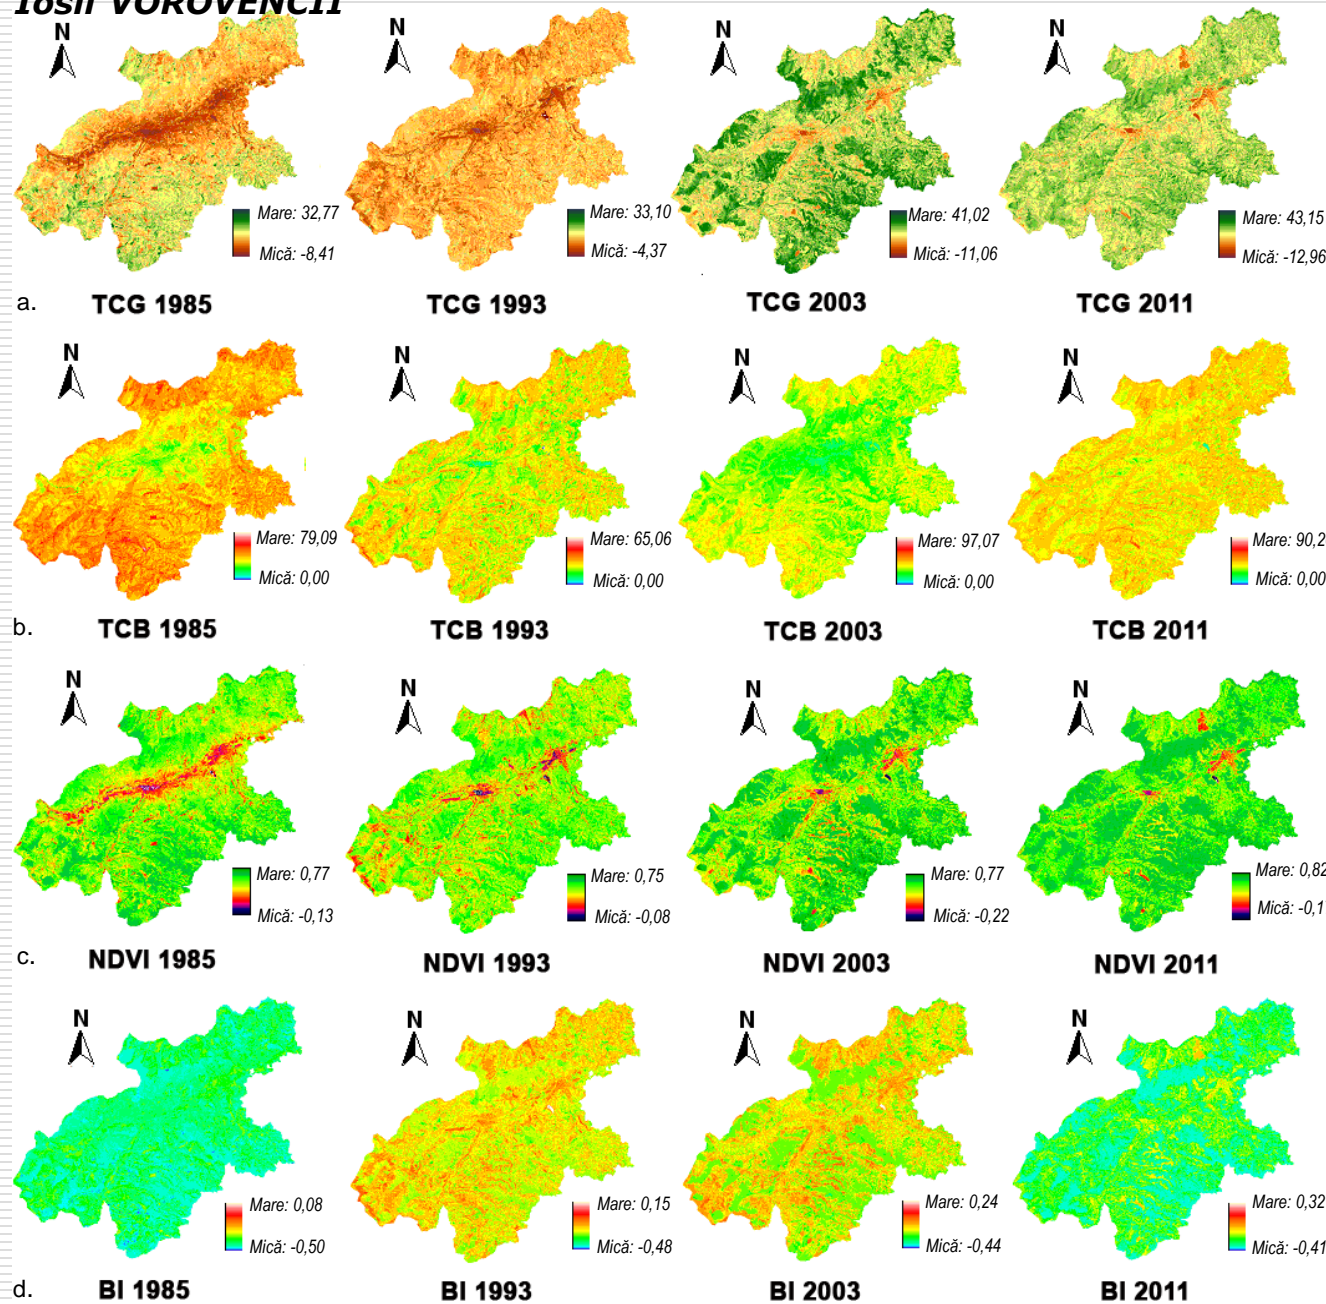 Iosif VOROVENCII
N N N N
Mare: 32,77 Mare: 33,10 Mare: 41,02 Mare: 43,15
Mică: -8,41 Mică: -4,37 Mică: -11,06 Mică: -12,96
a. TCG 1985 TCG 1993 TCG 2003 TCG 2011
N N N N
Mare: 79,09 Mare: 65,06 Mare: 97,07 Mare: 90,2
Mică: 0,00 Mică: 0,00 Mică: 0,00 Mică: 0,00
b. TCB 1985 TCB 1993 TCB 2003 TCB 2011
N N N N
Mare: 0,77 Mare: 0,75 Mare: 0,77 Mare: 0,82
Mică: -0,13 Mică: -0,08 Mică: -0,22 Mică: -0,1
c. NDVI 1985 NDVI 1993 NDVI 2003 NDVI 2011
N N N N
Mare: 0,08 Mare: 0,15 Mare: 0,24 Mare: 0,32
Mică: -0,50 Mică: -0,48 Mică: -0,44 Mică: -0,41
d. BI 1985 BI 1993 BI 2003 BI 2011